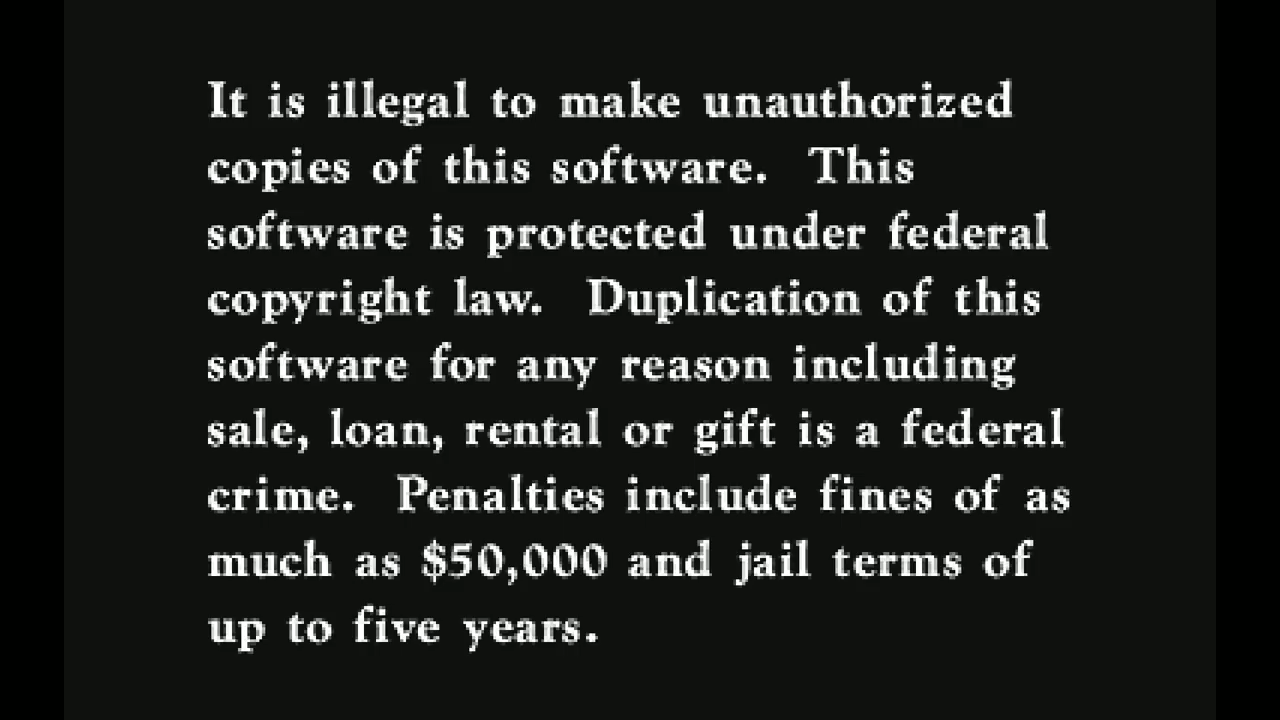 It is illegal to make unauthorized
copies of this software.  This
software is protected under federal
copyright law.  Duplication of this
software for any reason including
sale, loan, rental or gift is a federal
crime.  Penalties include fines of as
much as $50,000 and jail terms of
up to five years.